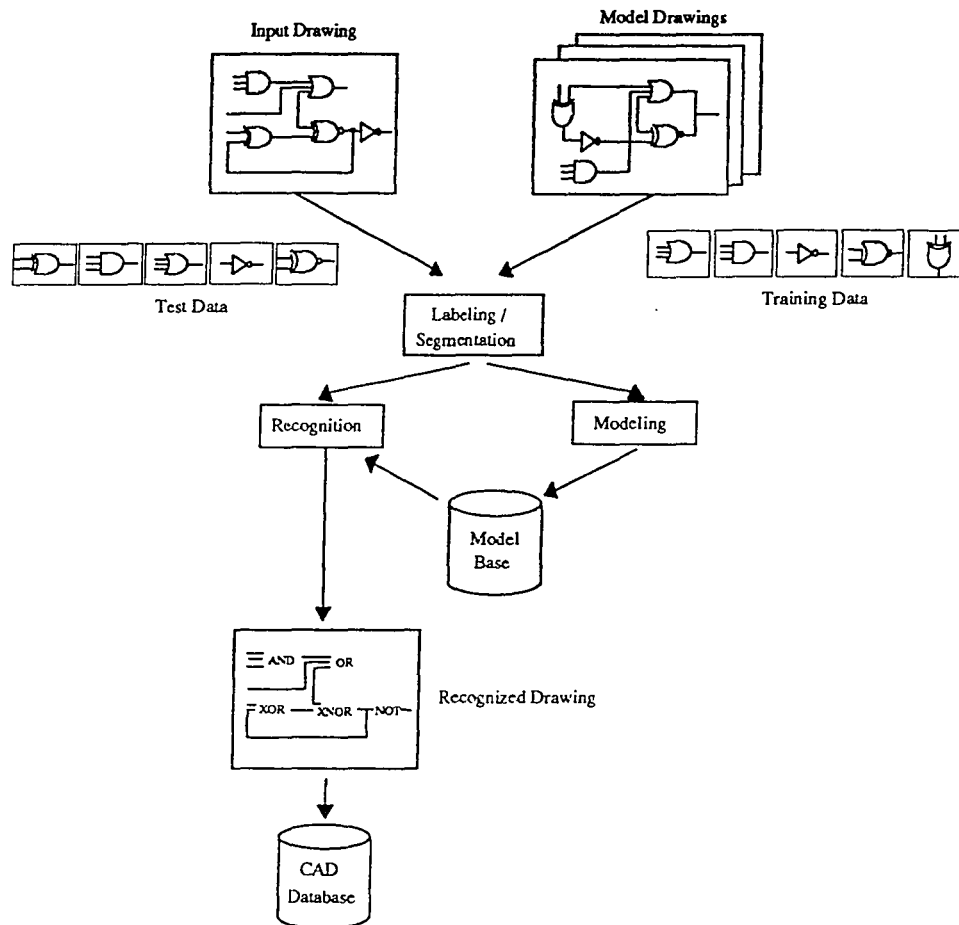 Input Drawing
Model Drawings
Test Data
Training Data
Labeling /
Segmentation
Recognition
Modeling
Model
Base
AND
OR
XOR
XNOR
NOT
Recognized Drawing
CAD
Database